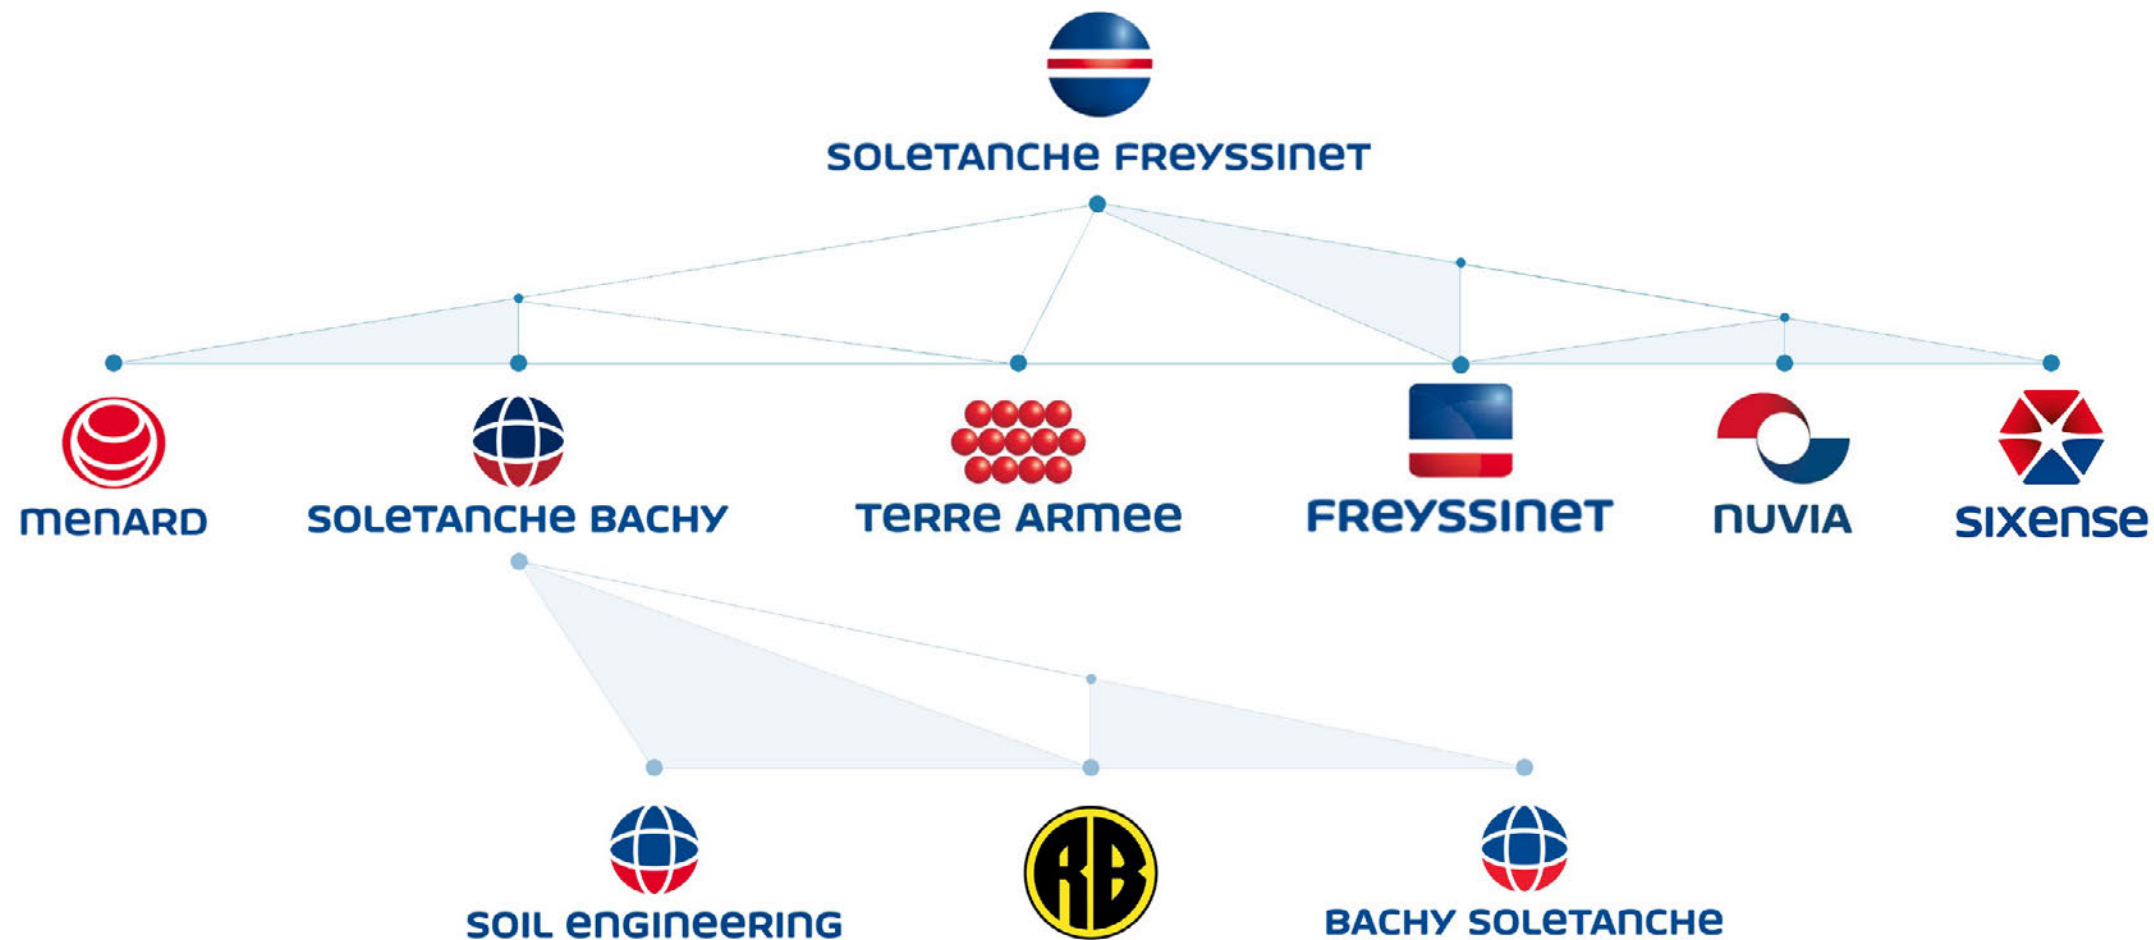 SOLETANCHE FREYSSINET
MENARD
SOLETANCHE BACHY
TERRE ARMEE
FREYSSINET
NUVIA
SIXENSE
SOIL ENGINEERING
RB
BACHY SOLETANCHE